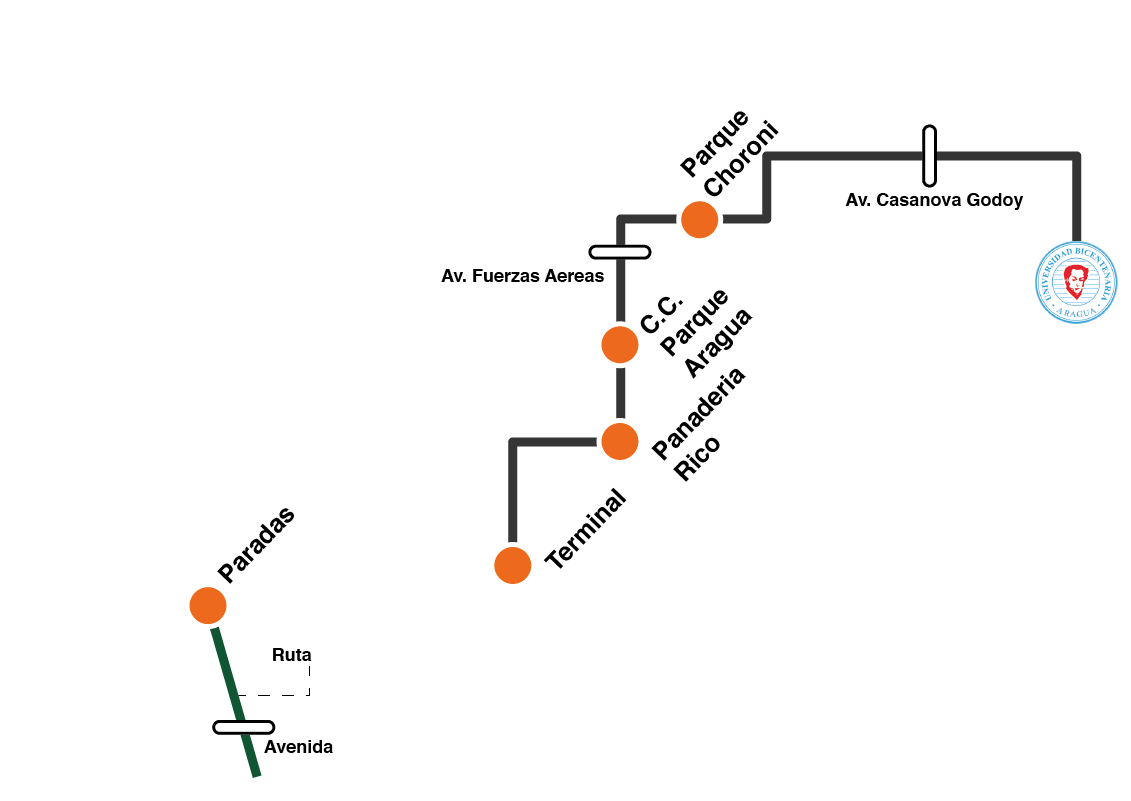 Parque
Choroni
Av. Casanova Godoy
UNIVERSIDAD BICENTENARIA
• ARAGUA •
Av. Fuerzas Aereas
C.C.
Parque
Aragua
Panaderia
Rico
Terminal
Paradas
Ruta
Avenida